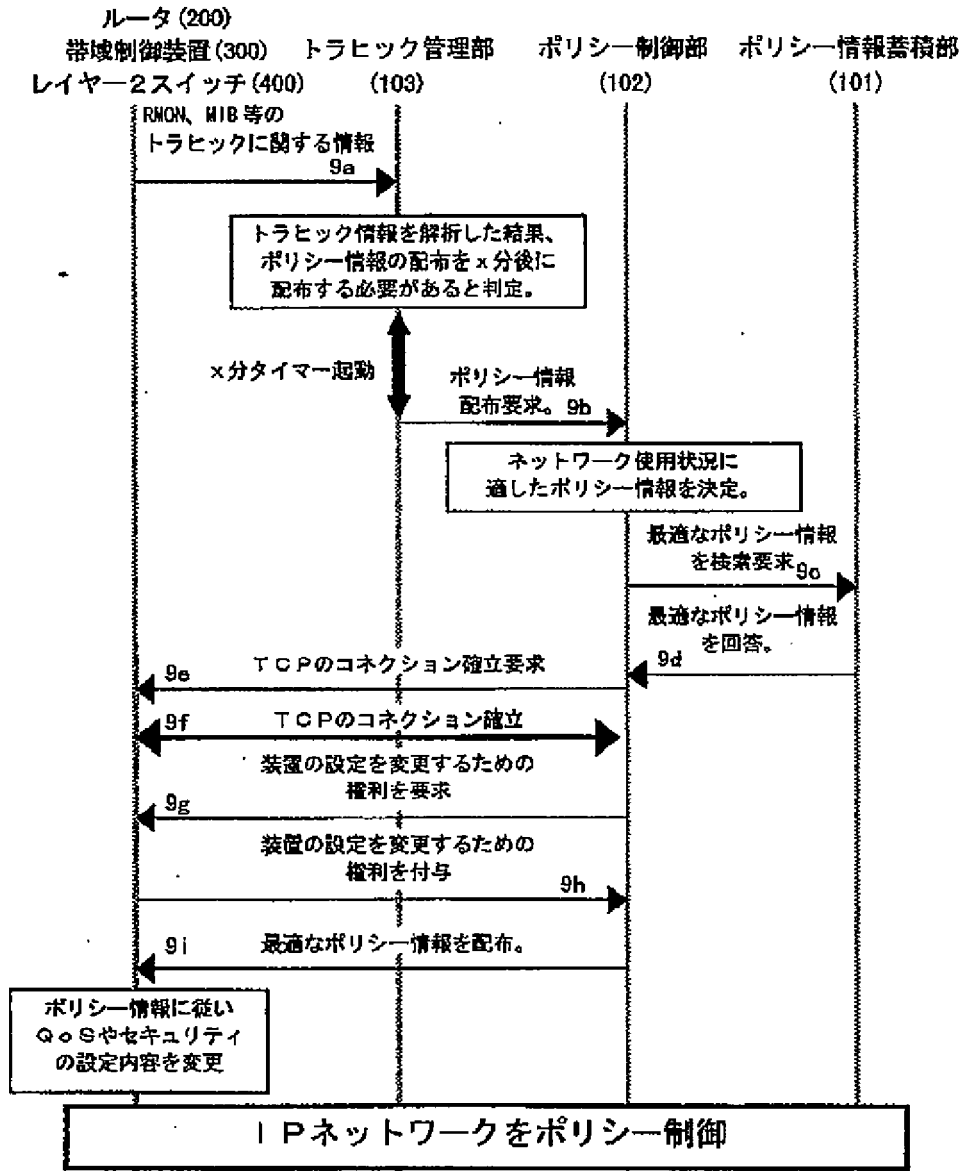 ルータ(200)
帯域制御装置(300)
レイヤー2スイッチ(400)
トラヒック管理部
(103)
ポリシー制御部
(102)
ポリシー情報蓄積部
(101)
RMON、MIB等の
トラヒックに関する情報
9a
トラヒック情報を解析した結果、
ポリシー情報の配布をx分後に
配布する必要があると判定。
x分タイマー起動
ポリシー情報
配布要求。9b
ネットワーク使用状況に
適したポリシー情報を決定。
最適なポリシー情報
を検索要求 9c
最適なポリシー情報
を回答。
9d
9e TCPのコネクション確立要求
9f TCPのコネクション確立
装置の設定を変更するための
権利を要求
9g
装置の設定を変更するための
権利を付与
9h
9i 最適なポリシー情報を配布。
ポリシー情報に従い
QoSやセキュリティ
の設定内容を変更
IPネットワークをポリシー制御